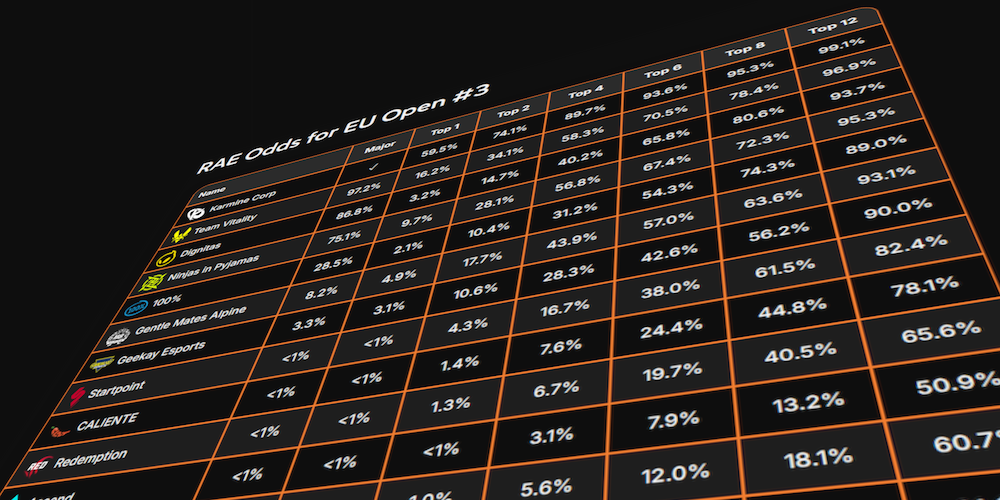 RAE Odds for EU Open #3
Name Major Top 1 Top 2 Top 4 Top 6 Top 8 Top 12
Karmine Corp ✓ 59.5% 74.1% 89.7% 93.6% 95.3% 99.1%
Team Vitality 97.2% 16.2% 34.1% 58.3% 70.5% 78.4% 96.9%
Dignitas 86.8% 3.2% 14.7% 40.2% 65.8% 80.6% 93.7%
Ninjas in Pyjamas 75.1% 9.7% 28.1% 56.8% 67.4% 72.3% 95.3%
100% 28.5% 2.1% 10.4% 31.2% 54.3% 74.3% 89.0%
Gentle Mates Alpine 8.2% 4.9% 17.7% 43.9% 57.0% 63.6% 93.1%
Geekay Esports 3.3% 3.1% 10.6% 28.3% 42.6% 56.2% 90.0%
Startpoint <1% <1% 4.3% 16.7% 38.0% 61.5% 82.4%
CALIENTE <1% <1% 1.4% 7.6% 24.4% 44.8% 78.1%
RED Redemption <1% <1% 1.3% 6.7% 19.7% 40.5% 65.6%
<1% <1% <1% 3.1% 7.9% 13.2% 50.9%
5.6% 12.0% 18.1% 60.7%